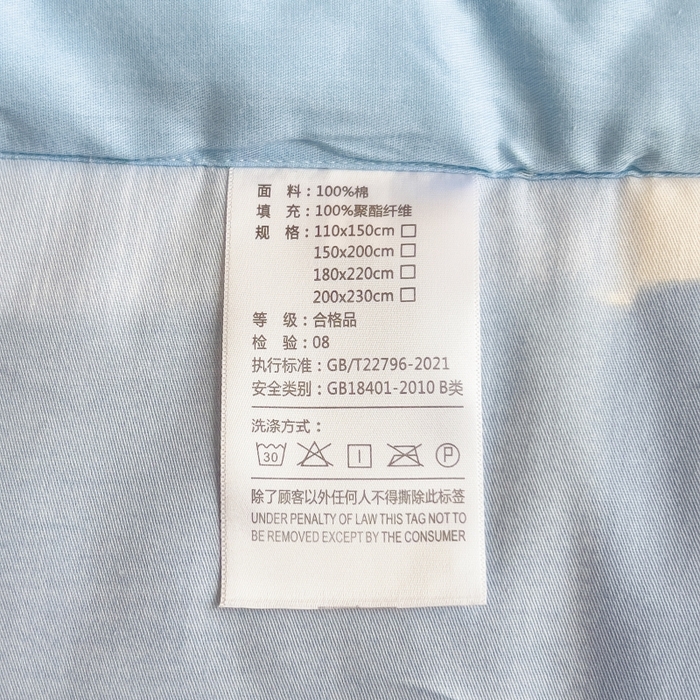 面 料：100%棉
填 充：100%聚酯纤维
规 格：110x150cm □
150x200cm □
180x220cm □
200x230cm □
等 级：合格品
检 验：08
执行标准：GB/T22796-2021
安全类别：GB18401-2010 B类
洗涤方式：
30 P
除了顾客以外任何人不得撕除此标签
UNDER PENALTY OF LAW THIS TAG NOT TO
BE REMOVED EXCEPT BY THE CONSUMER